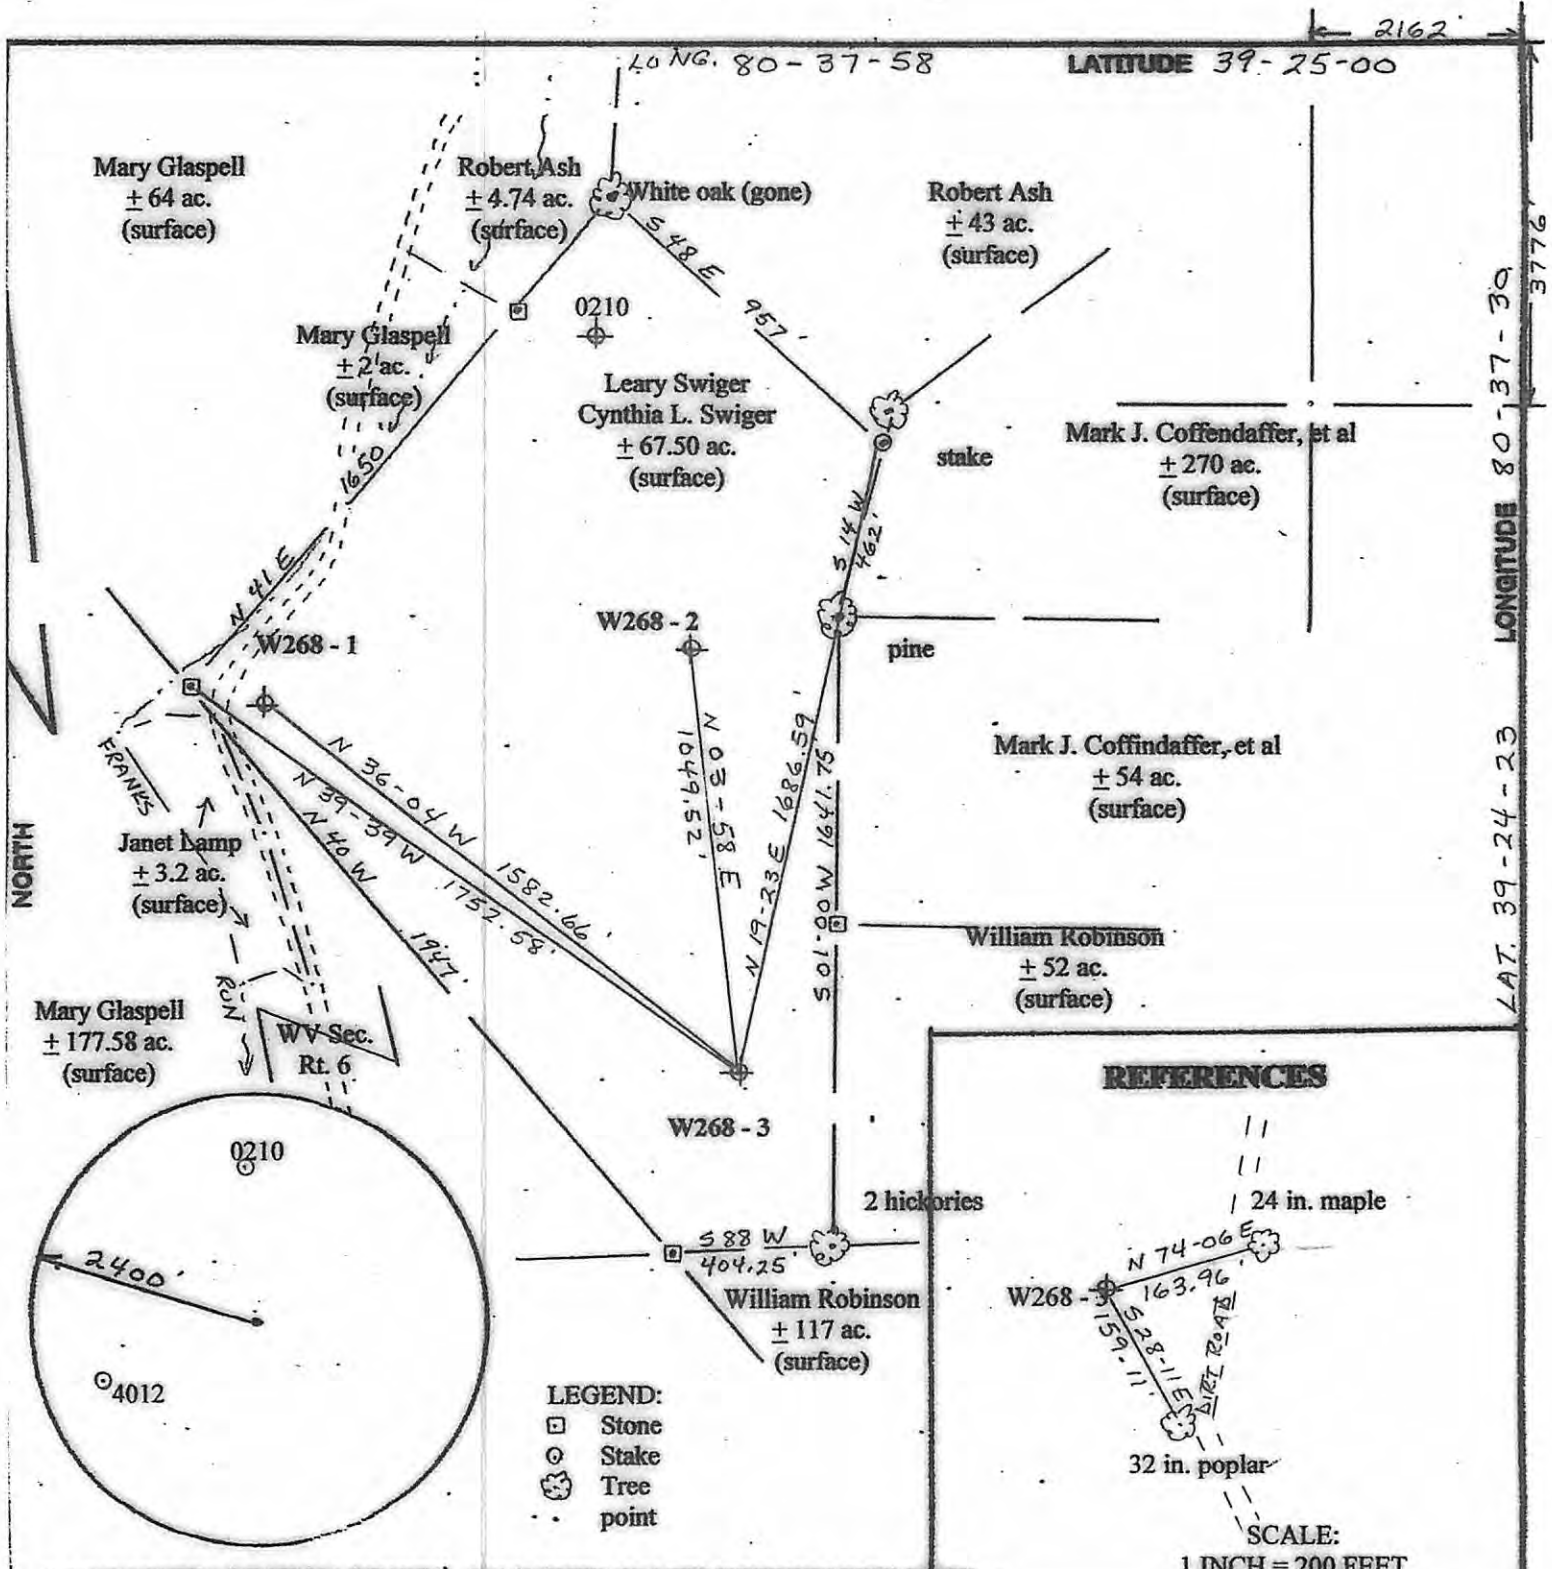 2162'
LONG. 80-37-58
LATITUDE 39-25-00
3776'
Mary Glaspell
± 64 ac.
(surface)
Robert Ash
± 4.74 ac.
(surface)
White oak (gone)
Robert Ash
± 43 ac.
(surface)
S 48 E
957'
0210
Mary Glaspell
± 2 ac.
(surface)
Leary Swiger
Cynthia L. Swiger
± 67.50 ac.
(surface)
1650
N 41 E
stake
Mark J. Coffendaffer, et al
± 270 ac.
(surface)
LONGITUDE 80-37-30
S 14 W
462'
W268 - 1
W268 - 2
pine
N 03-58 E
1049.52'
N 19-23 E 1686.59'
S 01-00 W 1641.75
Mark J. Coffindaffer, et al
± 54 ac.
(surface)
N 36-04 W 1582.66'
N 39-39 W 1752.58'
N 40 W 1947'
FRANKS
RUN
NORTH
Janet Lamp
± 3.2 ac.
(surface)
LAT. 39-24-23
William Robinson
± 52 ac.
(surface)
Mary Glaspell
± 177.58 ac.
(surface)
WV Sec.
Rt. 6
W268 - 3
2 hickories
S 88 W
404.25'
William Robinson
± 117 ac.
(surface)
0210
2400'
4012
LEGEND:
Stone
Stake
Tree
point
REFERENCES
24 in. maple
N 74-06 E
163.96'
W268 - 3
S 28-11 E
159.11'
DIRT ROAD
32 in. poplar
SCALE:
1 INCH = 200 FEET